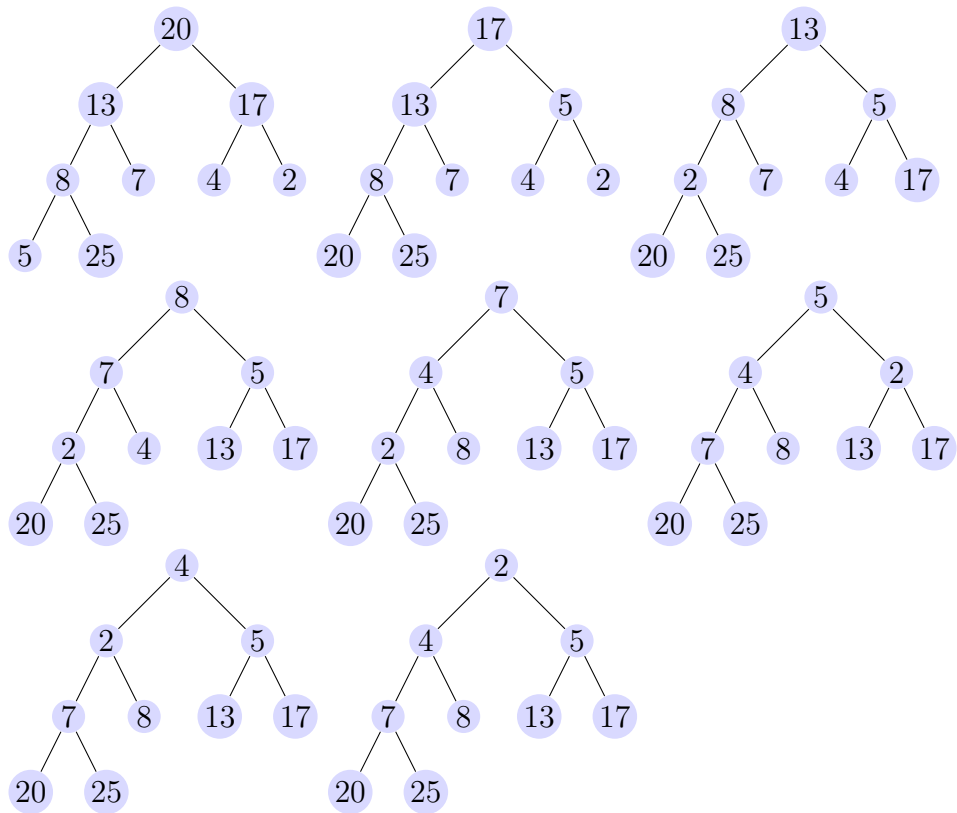 20 17 13
13 17 13 5 8 5
8 7 4 2 8 7 4 2 2 7 4 17
5 25 20 25 20 25
8 7 5
7 5 4 5 4 2
2 4 13 17 2 8 13 17 7 8 13 17
20 25 20 25 20 25
4 2
2 5 4 5
7 8 13 17 7 8 13 17
20 25 20 25